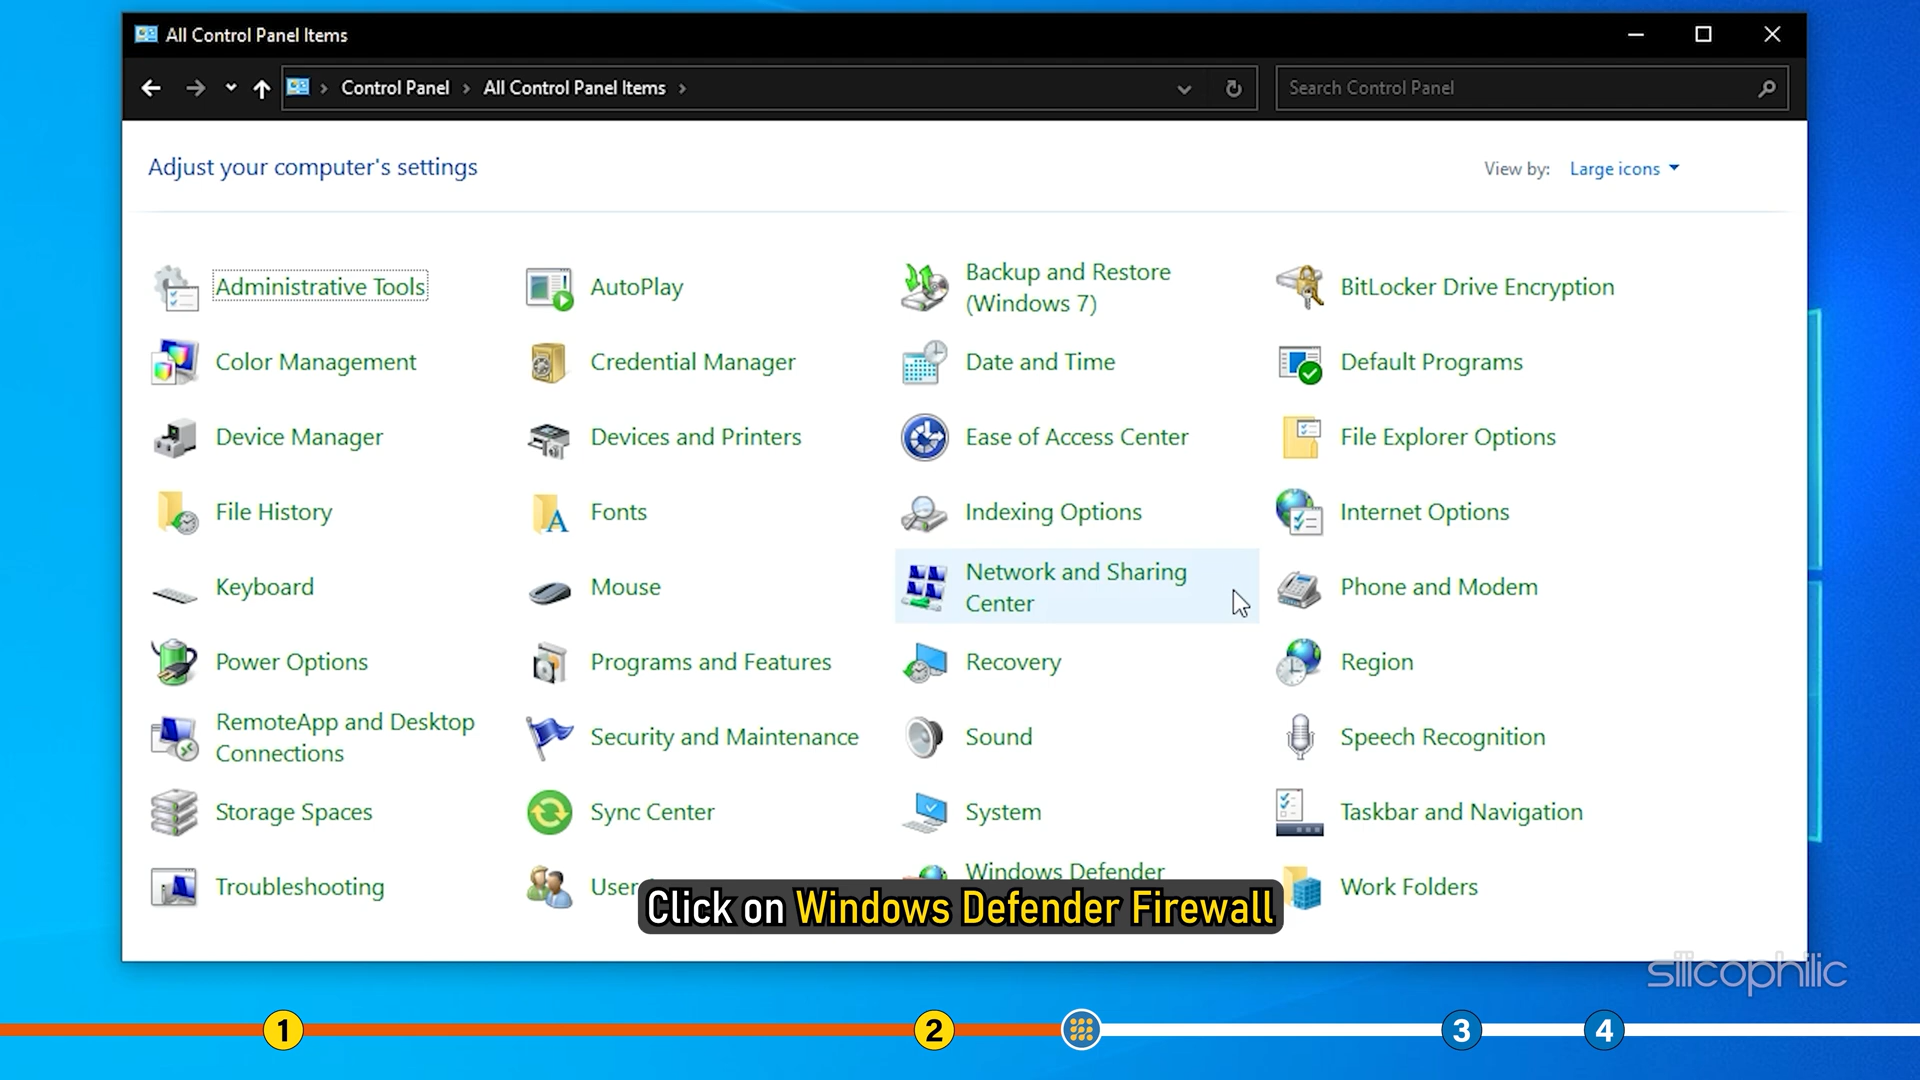 All Control Panel Items
Control Panel
All Control Panel Items
Search Control Panel
Adjust your computer's settings
View by: Large icons
Administrative Tools
AutoPlay
Backup and Restore
(Windows 7)
BitLocker Drive Encryption
Color Management
Credential Manager
Date and Time
Default Programs
Device Manager
Devices and Printers
Ease of Access Center
File Explorer Options
File History
Fonts
Indexing Options
Internet Options
Keyboard
Mouse
Network and Sharing
Center
Phone and Modem
Power Options
Programs and Features
Recovery
Region
RemoteApp and Desktop
Connections
Security and Maintenance
Sound
Speech Recognition
Storage Spaces
Sync Center
System
Taskbar and Navigation
Troubleshooting
User
Windows Defender
Work Folders
Click on Windows Defender Firewall
silicophilic
1
2
3
4